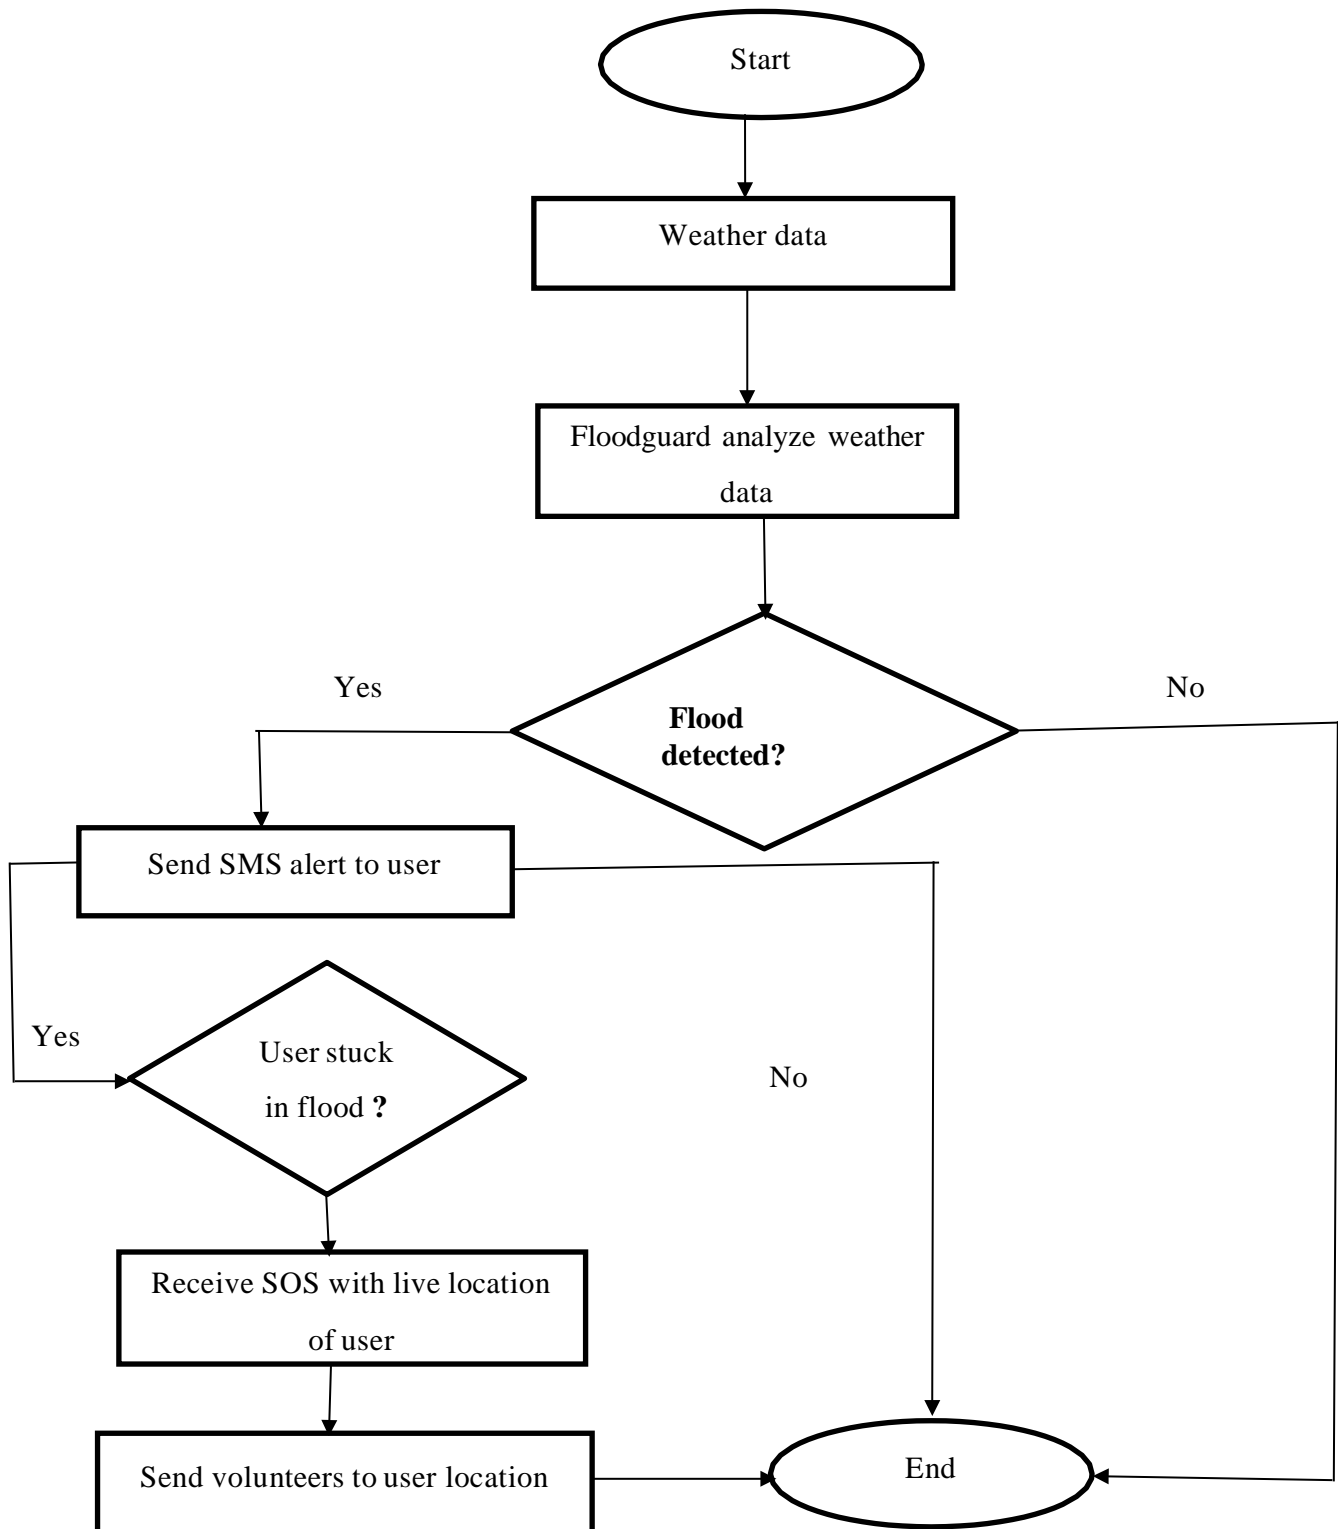 Start
Weather data
Floodguard analyze weather
data
Yes
No
Flood
detected?
Send SMS alert to user
Yes
User stuck
in flood ?
No
Receive SOS with live location
of user
Send volunteers to user location
End